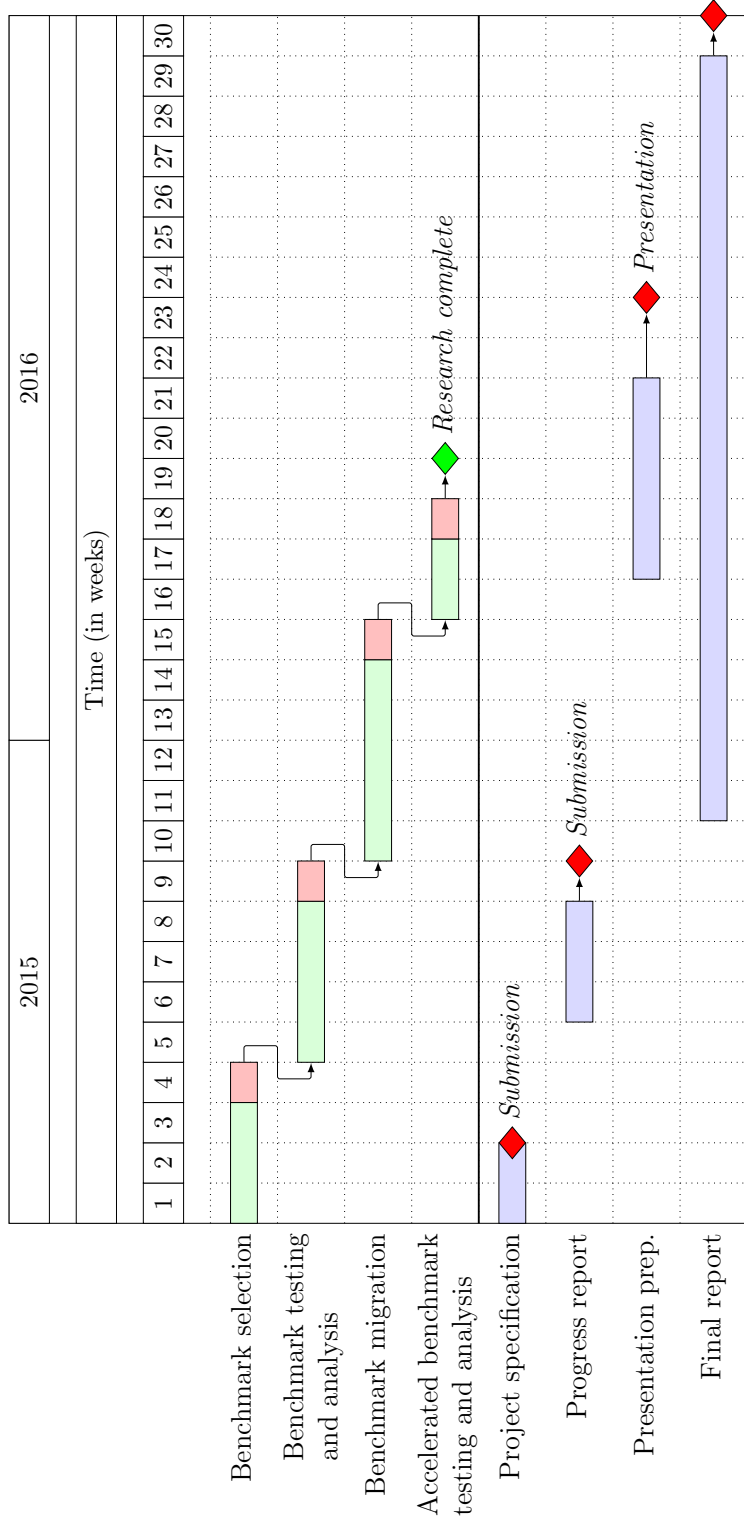 2015
2016
Time (in weeks)
1 2 3 4 5 6 7 8 9 10 11 12 13 14 15 16 17 18 19 20 21 22 23 24 25 26 27 28 29 30
Benchmark selection
Benchmark testing
and analysis
Benchmark migration
Accelerated benchmark
testing and analysis
Research complete
Project specification
Submission
Progress report
Submission
Presentation prep.
Presentation
Final report